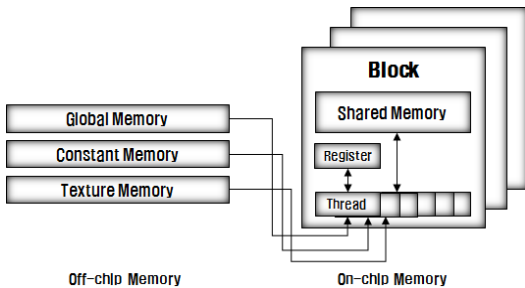 Block
Shared Memory
Global Memory
Constant Memory
Register
Texture Memory
Thread
Off-chip Memory
On-chip Memory